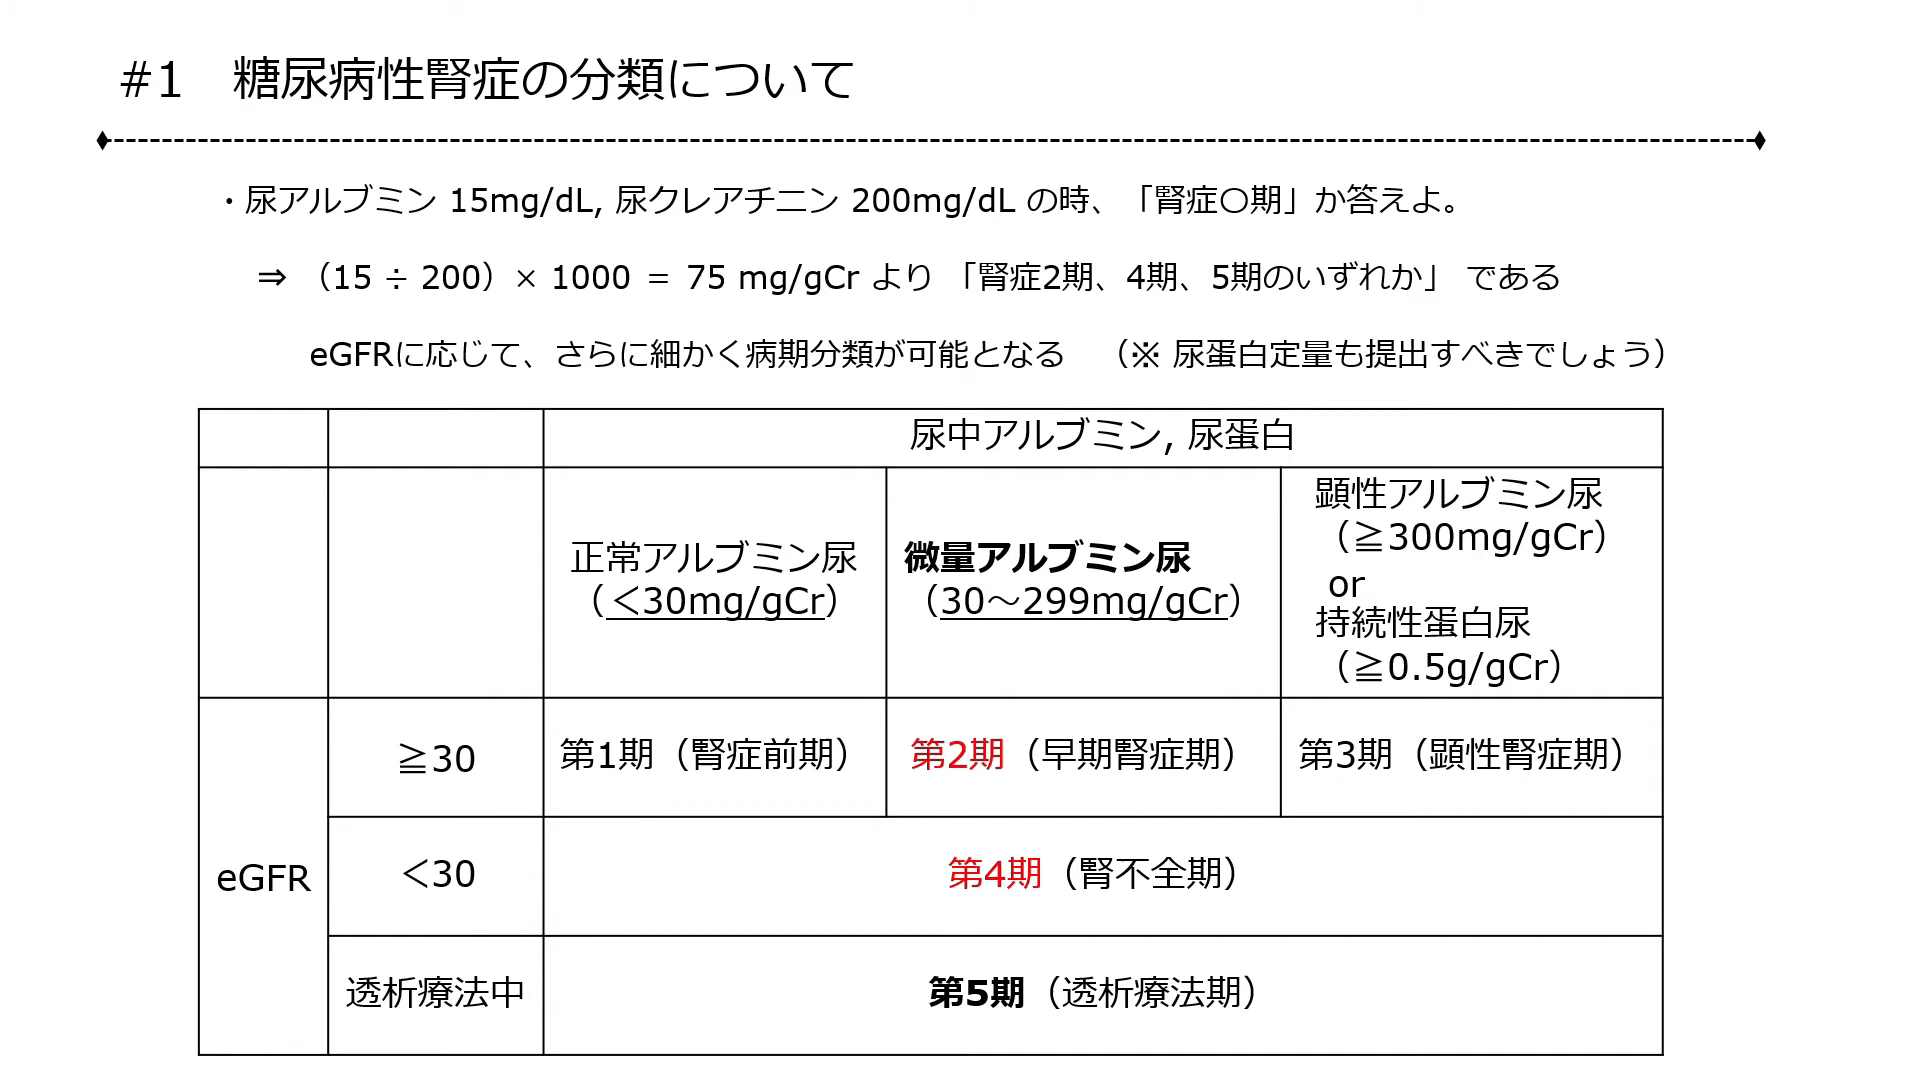 #1　糖尿病性腎症の分類について
・尿アルブミン 15mg/dL, 尿クレアチニン 200mg/dL の時、「腎症〇期」か答えよ。
⇒ （15 ÷ 200）× 1000 ＝ 75 mg/gCr より 「腎症2期、4期、5期のいずれか」 である
eGFRに応じて、さらに細かく病期分類が可能となる　（※ 尿蛋白定量も提出すべきでしょう）
尿中アルブミン, 尿蛋白
正常アルブミン尿
（＜30mg/gCr）
微量アルブミン尿
（30～299mg/gCr）
顕性アルブミン尿
（≧300mg/gCr）
or
持続性蛋白尿
（≧0.5g/gCr）
eGFR
≧30
第1期（腎症前期）
第2期（早期腎症期）
第3期（顕性腎症期）
＜30
第4期（腎不全期）
透析療法中
第5期（透析療法期）